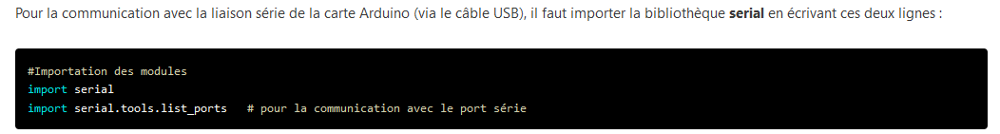 Pour la communication avec la liaison série de la carte Arduino (via le câble USB), il faut importer la bibliothèque serial en écrivant ces deux lignes :
#Importation des modules
import serial
import serial.tools.list_ports   # pour la communication avec le port série